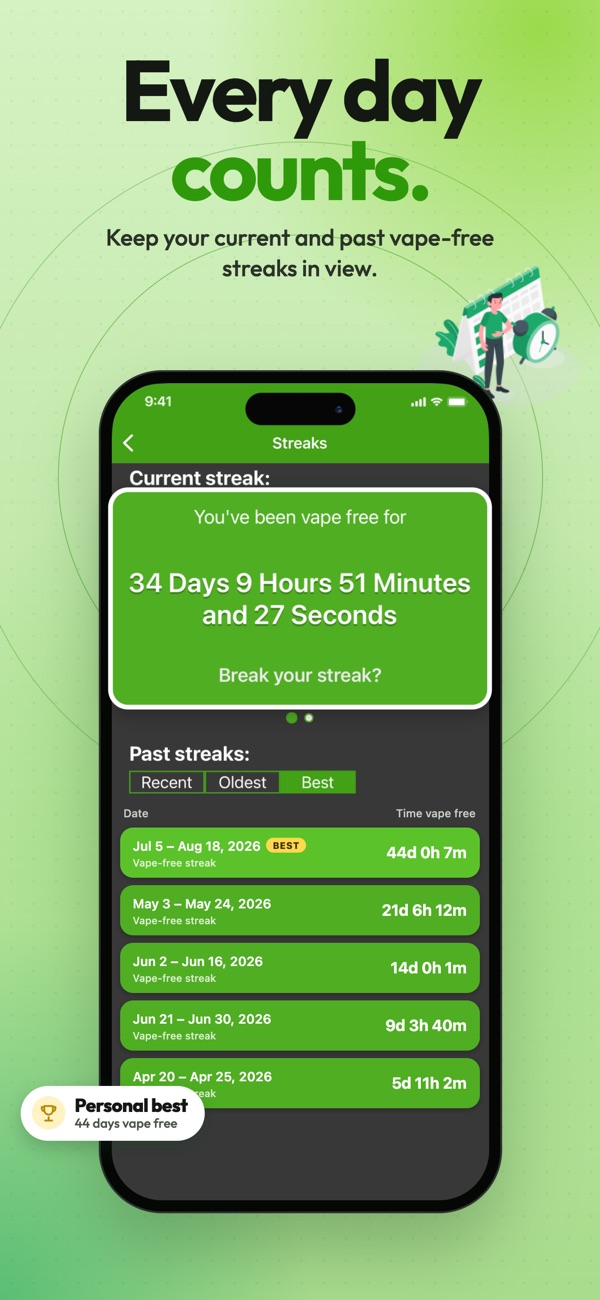 Every day
counts.
Keep your current and past vape-free
streaks in view.
9:41
Streaks
Current streak:
You've been vape free for
34 Days 9 Hours 51 Minutes
and 27 Seconds
Break your streak?
Past streaks:
Recent Oldest Best
Date Time vape free
Jul 5 – Aug 18, 2026 BEST 44d 0h 7m
Vape-free streak
May 3 – May 24, 2026 21d 6h 12m
Vape-free streak
Jun 2 – Jun 16, 2026 14d 0h 1m
Vape-free streak
Jun 21 – Jun 30, 2026 9d 3h 40m
Vape-free streak
Apr 20 – Apr 25, 2026 5d 11h 2m
Personal best
44 days vape free